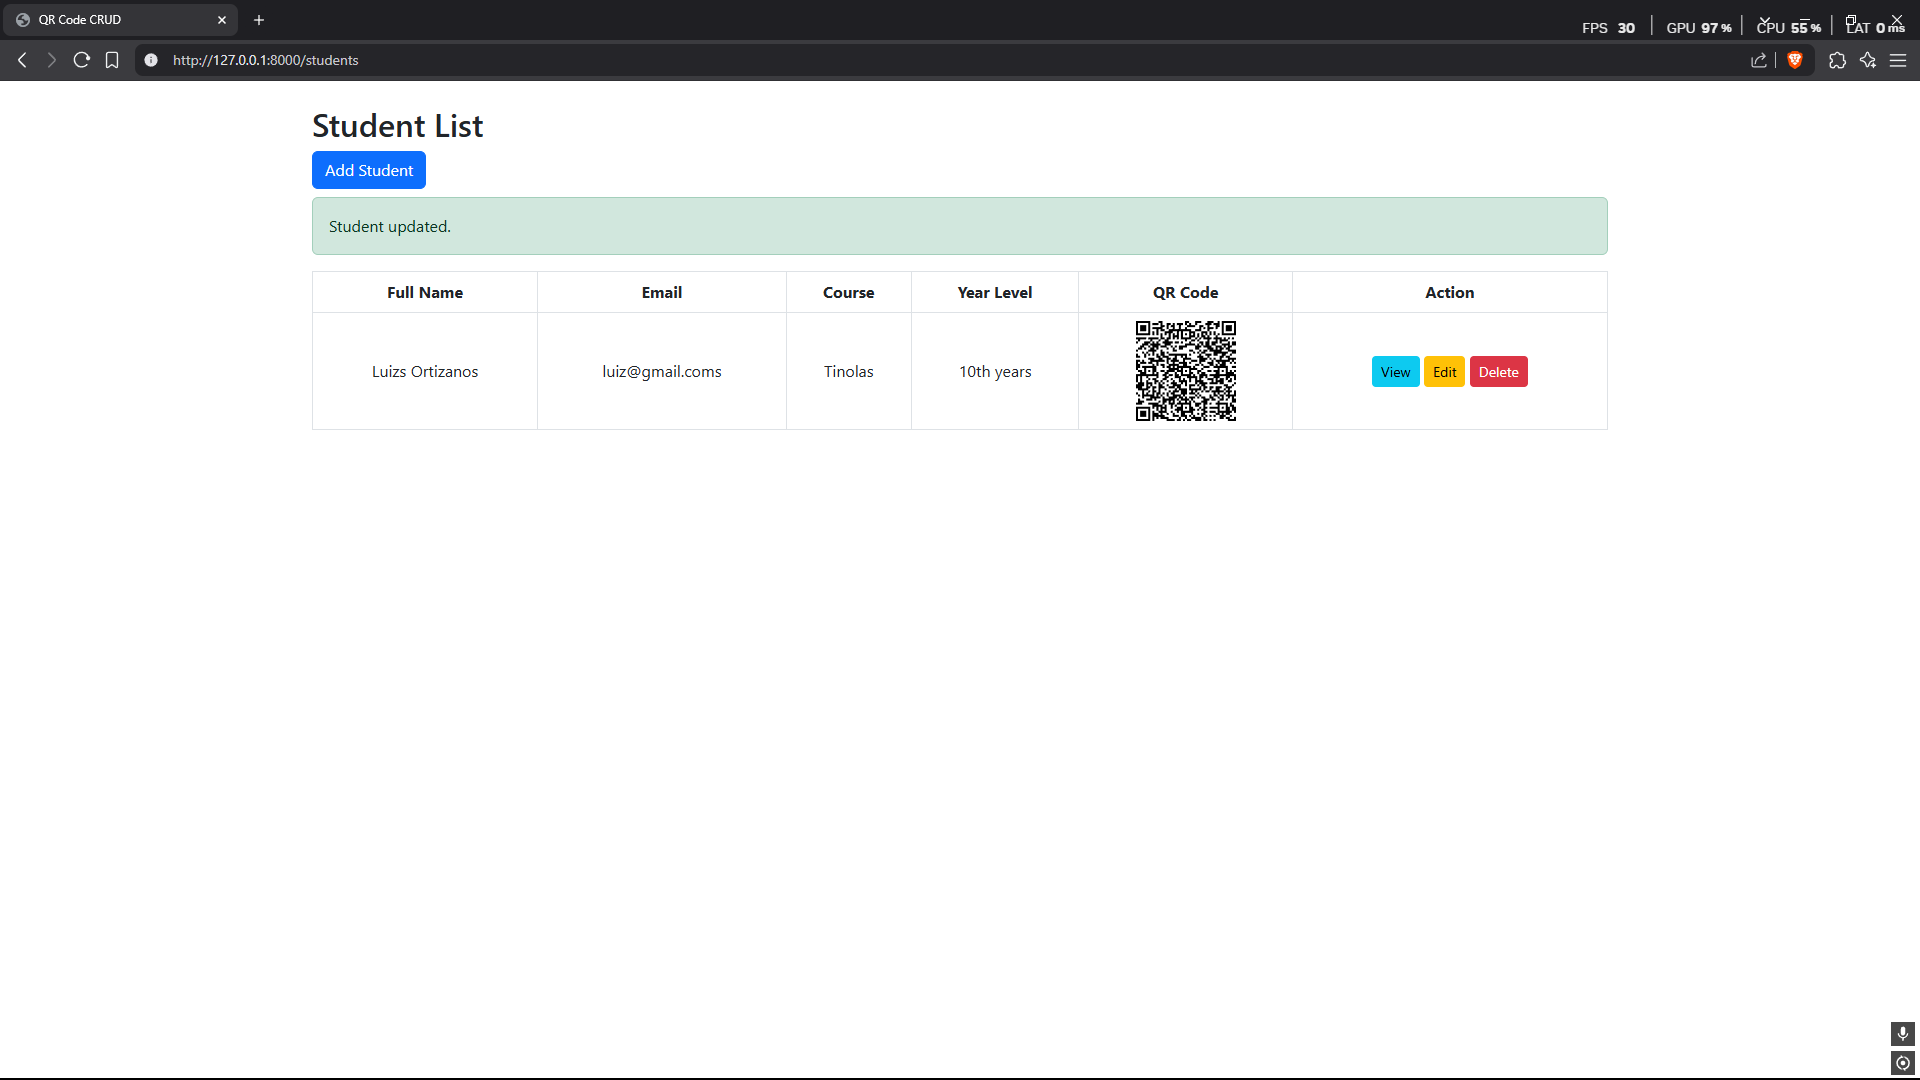 QR Code CRUD
FPS 30 GPU 97 % CPU 55 % LAT 0 ms
http://127.0.0.1:8000/students
Student List
Add Student
Student updated.
Full Name Email Course Year Level QR Code Action
Luizs Ortizanos luiz@gmail.coms Tinolas 10th years View Edit Delete